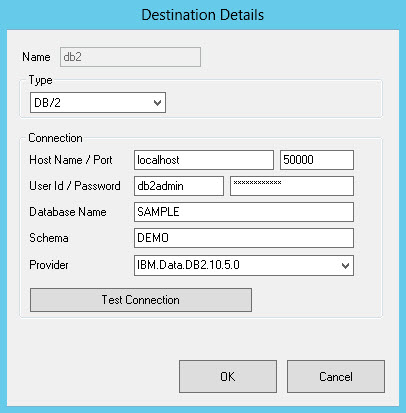 Destination Details
Name db2
Type
DB/2
Connection
Host Name / Port localhost 50000
User Id / Password db2admin ************
Database Name SAMPLE
Schema DEMO
Provider IBM.Data.DB2.10.5.0
Test Connection
OK Cancel